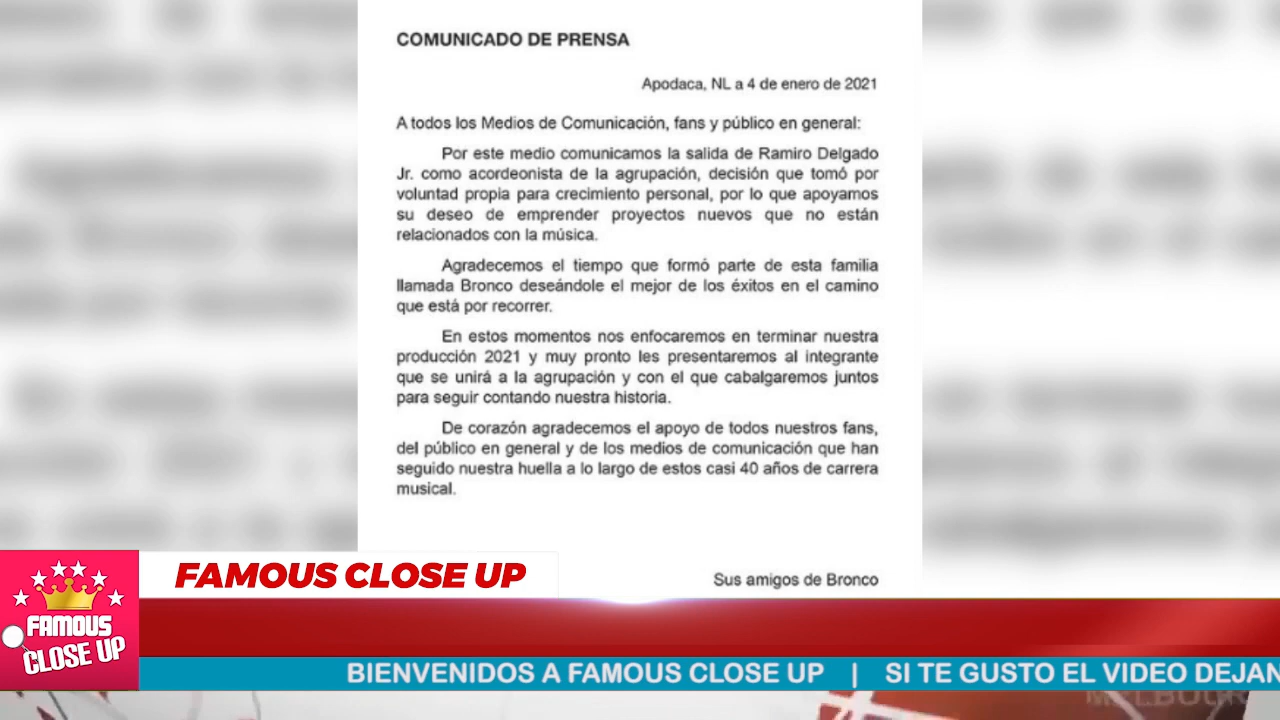 COMUNICADO DE PRENSA
Apodaca, NL a 4 de enero de 2021
A todos los Medios de Comunicación, fans y público en general:
Por este medio comunicamos la salida de Ramiro Delgado
Jr. como acordeonista de la agrupación, decisión que tomó por
voluntad propia para crecimiento personal, por lo que apoyamos
su deseo de emprender proyectos nuevos que no están
relacionados con la música.
Agradecemos el tiempo que formó parte de esta familia
llamada Bronco deseándole el mejor de los éxitos en el camino
que está por recorrer.
En estos momentos nos enfocaremos en terminar nuestra
producción 2021 y muy pronto les presentaremos al integrante
que se unirá a la agrupación y con el que cabalgaremos juntos
para seguir contando nuestra historia.
De corazón agradecemos el apoyo de todos nuestros fans,
del público en general y de los medios de comunicación que han
seguido nuestra huella a lo largo de estos casi 40 años de carrera
musical.
Sus amigos de Bronco
FAMOUS CLOSE UP
FAMOUS
CLOSE UP
BIENVENIDOS A FAMOUS CLOSE UP | SI TE GUSTO EL VIDEO DEJAN